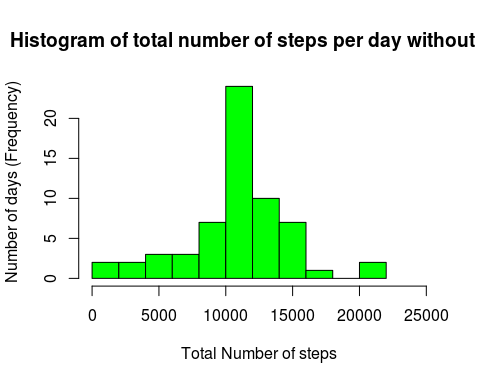 Histogram of total number of steps per day without
Number of days (Frequency)
20
15
10
5
0
0 5000 10000 15000 20000 25000
Total Number of steps